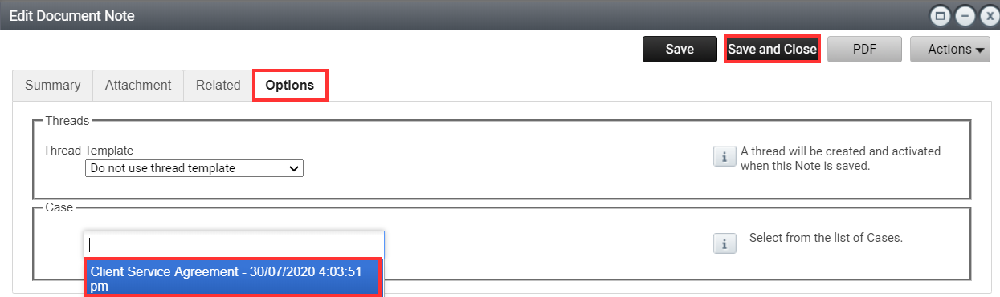 Edit Document Note
X
Save
Save and Close
PDF
Actions
Summary
Attachment
Related
Options
Threads
Thread Template
Do not use thread template
i
A thread will be created and activated
when this Note is saved.
Case
i
Select from the list of Cases.
Client Service Agreement - 30/07/2020 4:03:51
pm